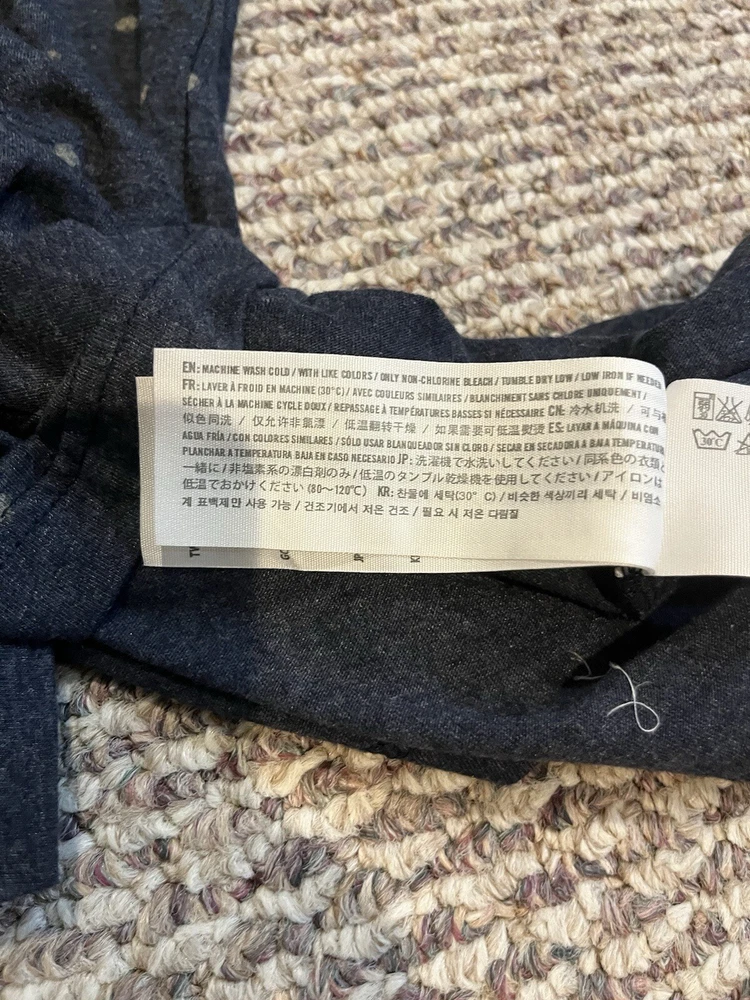 EN: MACHINE WASH COLD / WITH LIKE COLORS / ONLY NON-CHLORINE BLEACH / TUMBLE DRY LOW / LOW IRON IF NEEDED
FR: LAVER À FROID EN MACHINE (30°C) / AVEC COULEURS SIMILAIRES / BLANCHIMENT SANS CHLORE UNIQUEMENT /
SÉCHER À LA MACHINE CYCLE DOUX / REPASSAGE À TEMPÉRATURES BASSES SI NÉCESSAIRE CN: 冷水机洗 / 可与
似色同洗 / 仅允许非氯漂 / 低温翻转干燥 / 如果需要可低温熨烫 ES: LAVAR A MÁQUINA CON
AGUA FRÍA / CON COLORES SIMILARES / SÓLO USAR BLANQUEADOR SIN CLORO / SECAR EN SECADORA A BAJA TEMPERATURA
PLANCHAR A TEMPERATURA BAJA EN CASO NECESARIO JP: 洗濯機で水洗いしてください / 同系色の衣類と
一緒に / 非塩素系の漂白剤のみ / 低温のタンブル乾燥機を使用してください / アイロンは
低温でおかけください (80〜120℃) KR: 찬물에 세탁(30° C) / 비슷한 색상끼리 세탁 / 비염소
계 표백제만 사용 가능 / 건조기에서 저온 건조 / 필요 시 저온 다림질
30°C